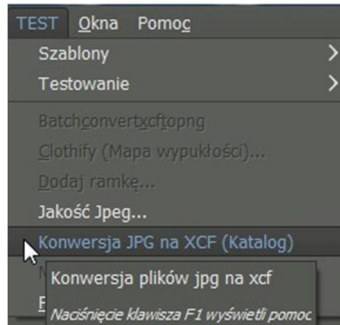 TEST Okna Pomoc
Szablony
Testowanie
Batchconvertxcftopng
Clothify (Mapa wypukłości)...
Dodaj ramkę...
Jakość Jpeg...
Konwersja JPG na XCF (Katalog)
Konwersja plików jpg na xcf
Naciśnięcie klawisza F1 wyświetli pomoc